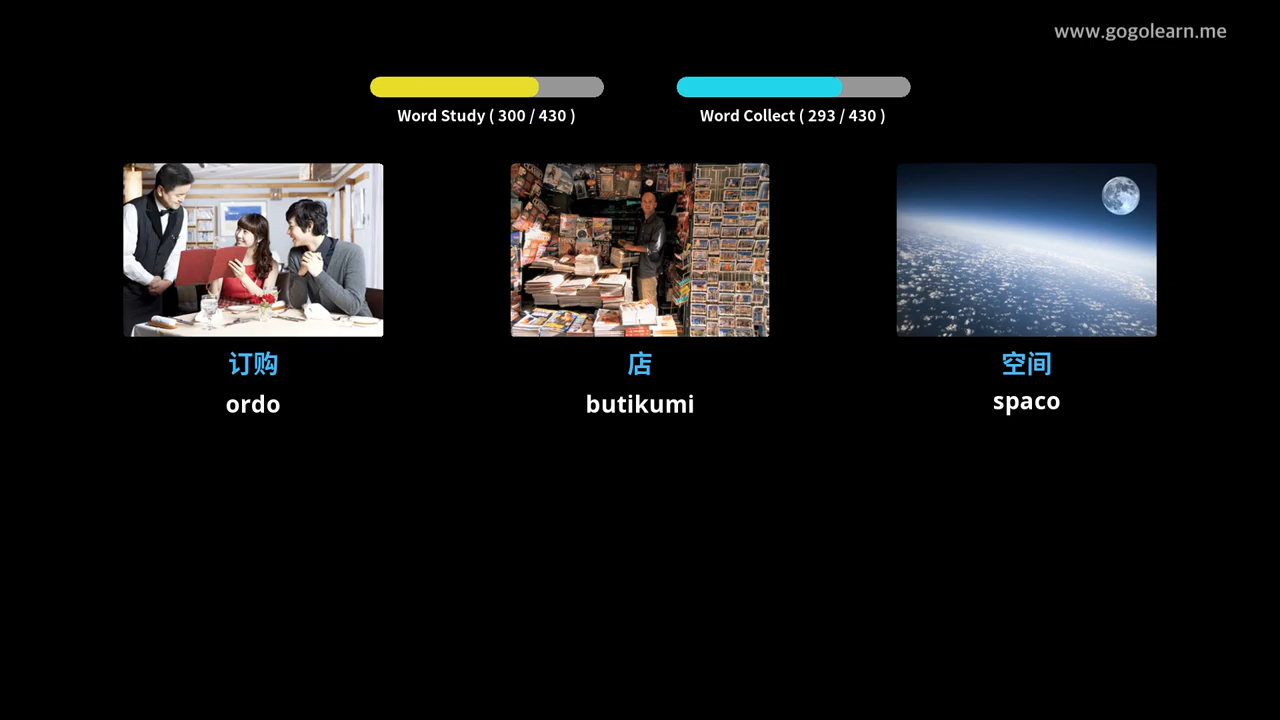 www.gogolearn.me
Word Study ( 300 / 430 )
Word Collect ( 293 / 430 )
订购
ordo
店
butikumi
空间
spaco